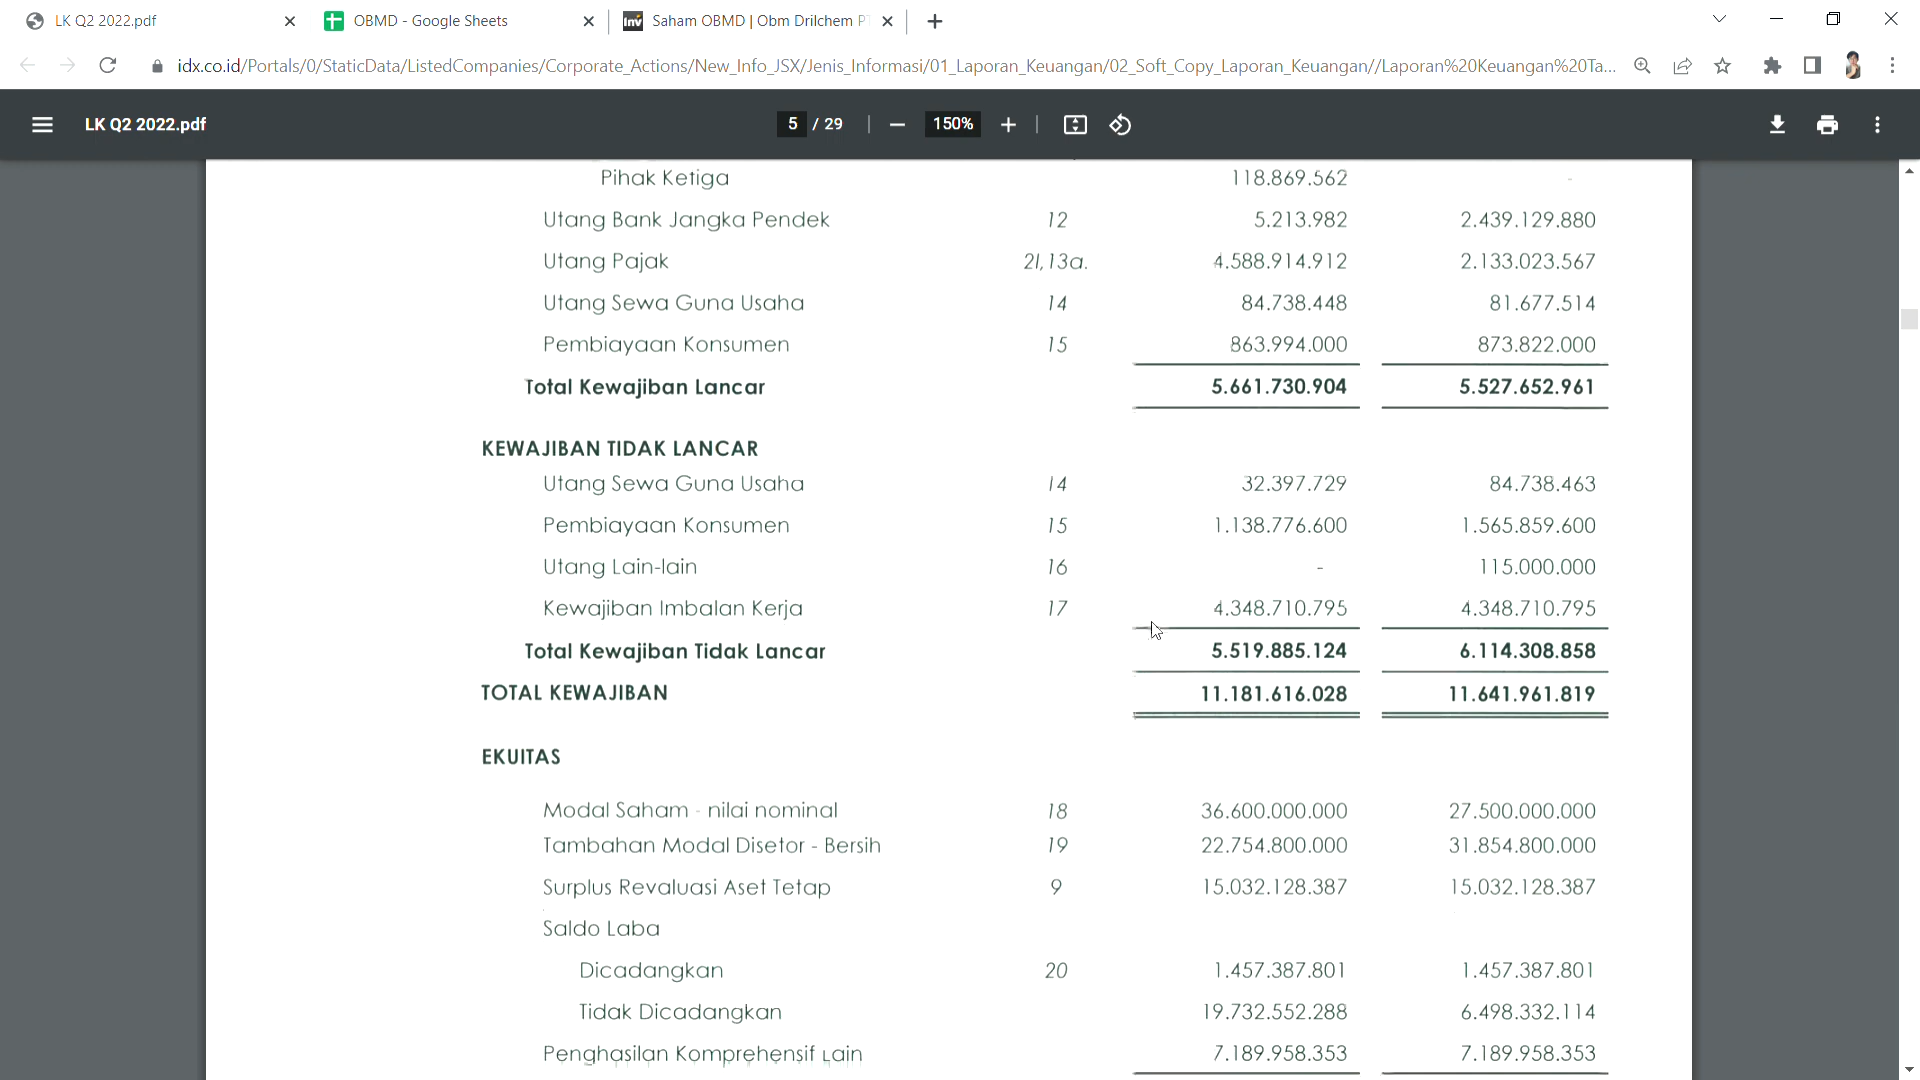 LK Q2 2022.pdf
OBMD - Google Sheets
Saham OBMD | Obm Drilchem PT
idx.co.id/Portals/0/StaticData/ListedCompanies/Corporate_Actions/New_Info_JSX/Jenis_Informasi/01_Laporan_Keuangan/02_Soft_Copy_Laporan_Keuangan//Laporan%20Keuangan%20Ta...
LK Q2 2022.pdf 5 / 29 150%
Pihak Ketiga 118.869.562 -
Utang Bank Jangka Pendek 12 5.213.982 2.439.129.880
Utang Pajak 2l,13a. 4.588.914.912 2.133.023.567
Utang Sewa Guna Usaha 14 84.738.448 81.677.514
Pembiayaan Konsumen 15 863.994.000 873.822.000
Total Kewajiban Lancar 5.661.730.904 5.527.652.961
KEWAJIBAN TIDAK LANCAR
Utang Sewa Guna Usaha 14 32.397.729 84.738.463
Pembiayaan Konsumen 15 1.138.776.600 1.565.859.600
Utang Lain-lain 16 - 115.000.000
Kewajiban Imbalan Kerja 17 4.348.710.795 4.348.710.795
Total Kewajiban Tidak Lancar 5.519.885.124 6.114.308.858
TOTAL KEWAJIBAN 11.181.616.028 11.641.961.819
EKUITAS
Modal Saham - nilai nominal 18 36.600.000.000 27.500.000.000
Tambahan Modal Disetor - Bersih 19 22.754.800.000 31.854.800.000
Surplus Revaluasi Aset Tetap 9 15.032.128.387 15.032.128.387
Saldo Laba
Dicadangkan 20 1.457.387.801 1.457.387.801
Tidak Dicadangkan 19.732.552.288 6.498.332.114
Penghasilan Komprehensif Lain 7.189.958.353 7.189.958.353